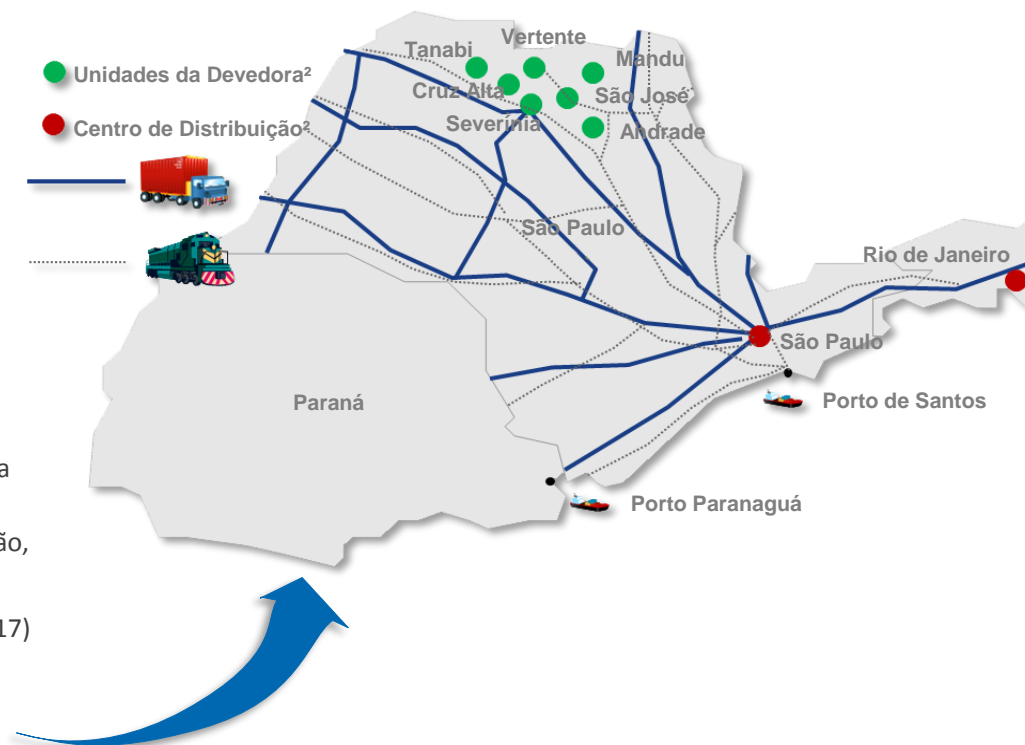 Vertente
Tanabi
Mandu
Unidades da Devedora²
Cruz Alta
São José
Severínia
Andrade
Centro de Distribuição²
São Paulo
Rio de Janeiro
São Paulo
Paraná
Porto de Santos
a
Porto Paranaguá
ão,
17)